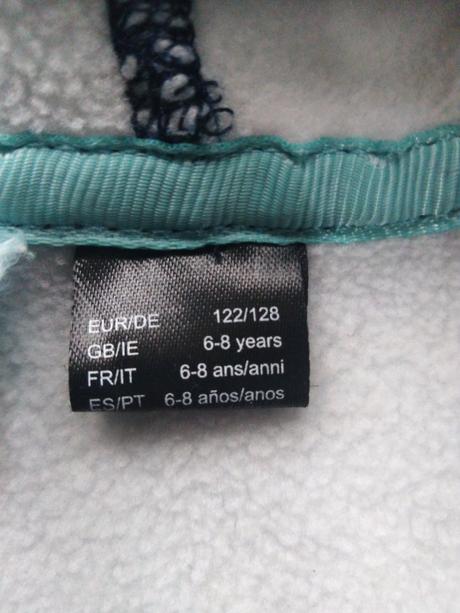 EUR/DE 122/128
GB/IE 6-8 years
FR/IT 6-8 ans/anni
ES/PT 6-8 años/anos